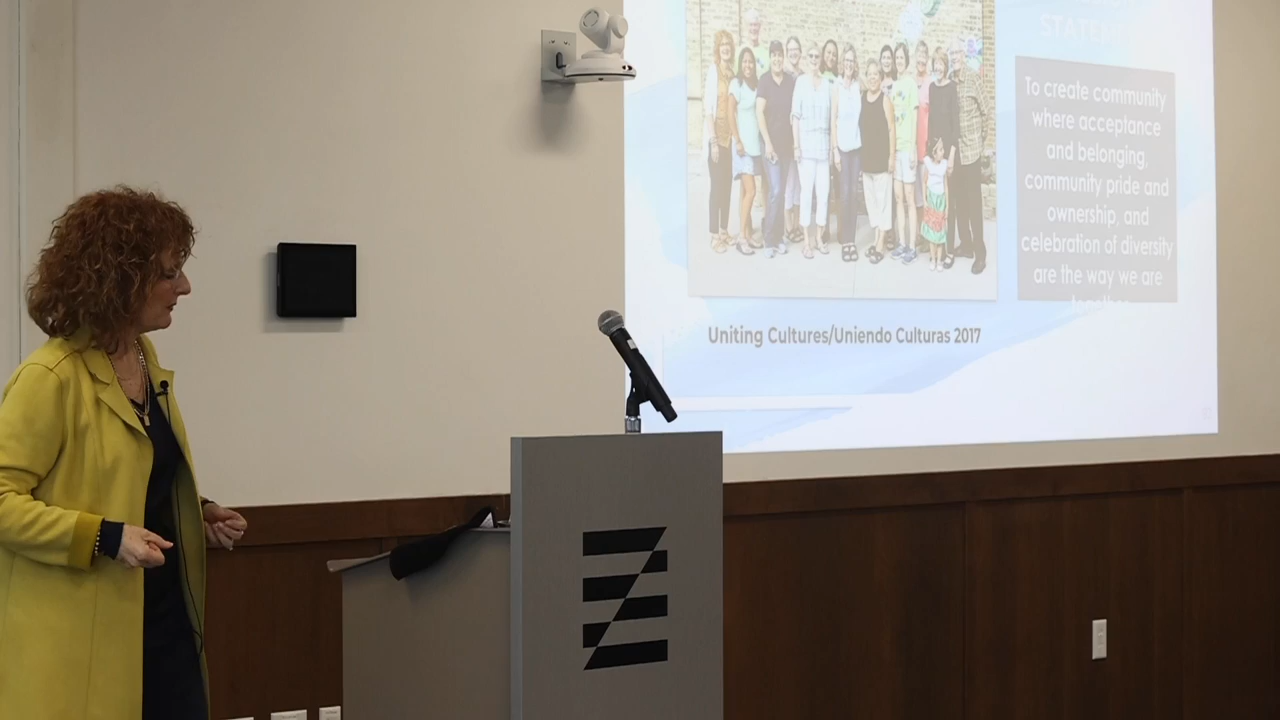 To create community
where acceptance
and belonging,
community pride and
ownership, and
celebration of diversity
are the way we are
together
Uniting Cultures/Uniendo Culturas 2017